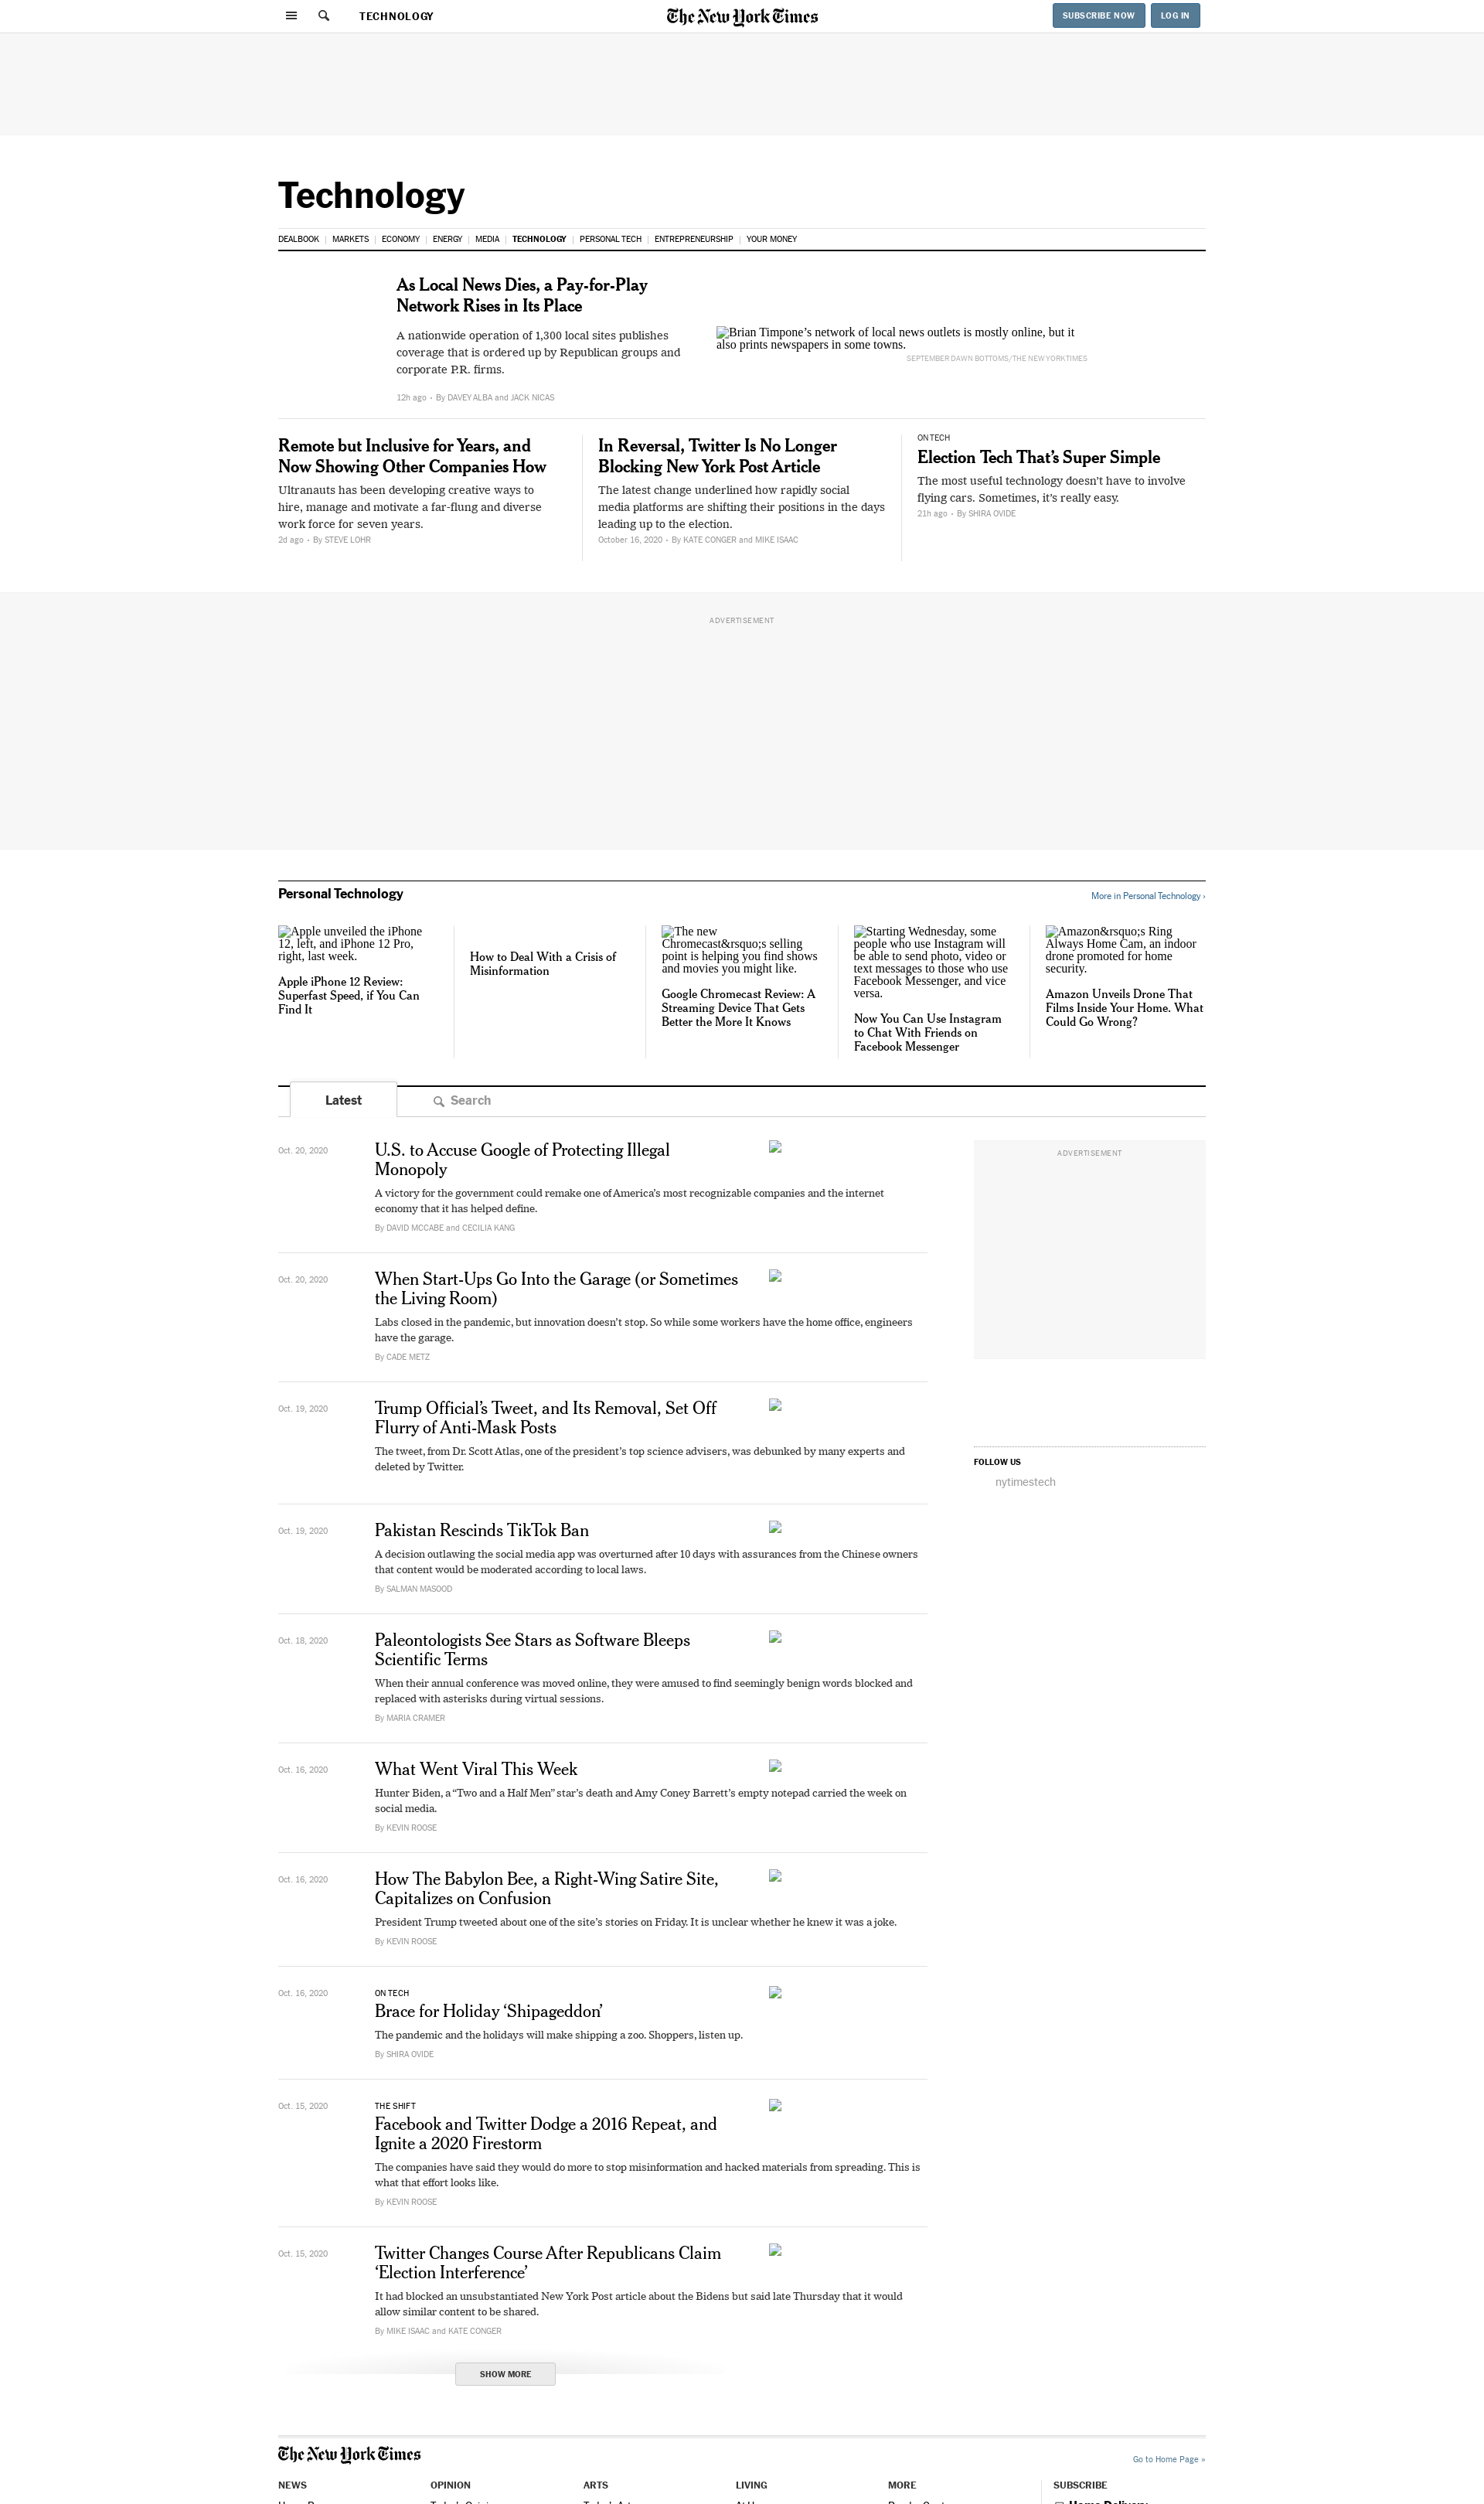 TECHNOLOGY
The New York Times
SUBSCRIBE NOW
LOG IN
Technology
DEALBOOK | MARKETS | ECONOMY | ENERGY | MEDIA | TECHNOLOGY | PERSONAL TECH | ENTREPRENEURSHIP | YOUR MONEY
As Local News Dies, a Pay-for-Play
Network Rises in Its Place
A nationwide operation of 1,300 local sites publishes
coverage that is ordered up by Republican groups and
corporate P.R. firms.
12h ago • By DAVEY ALBA and JACK NICAS
Brian Timpone’s network of local news outlets is mostly online, but it
also prints newspapers in some towns.
SEPTEMBER DAWN BOTTOMS/THE NEW YORK TIMES
Remote but Inclusive for Years, and
Now Showing Other Companies How
Ultranauts has been developing creative ways to
hire, manage and motivate a far-flung and diverse
work force for seven years.
2d ago • By STEVE LOHR
In Reversal, Twitter Is No Longer
Blocking New York Post Article
The latest change underlined how rapidly social
media platforms are shifting their positions in the days
leading up to the election.
October 16, 2020 • By KATE CONGER and MIKE ISAAC
ON TECH
Election Tech That’s Super Simple
The most useful technology doesn’t have to involve
flying cars. Sometimes, it’s really easy.
21h ago • By SHIRA OVIDE
ADVERTISEMENT
Personal Technology
More in Personal Technology ›
Apple unveiled the iPhone
12, left, and iPhone 12 Pro,
right, last week.
Apple iPhone 12 Review:
Superfast Speed, if You Can
Find It
How to Deal With a Crisis of
Misinformation
The new
Chromecast&rsquo;s selling
point is helping you find shows
and movies you might like.
Google Chromecast Review: A
Streaming Device That Gets
Better the More It Knows
Starting Wednesday, some
people who use Instagram will
be able to send photo, video or
text messages to those who use
Facebook Messenger, and vice
versa.
Now You Can Use Instagram
to Chat With Friends on
Facebook Messenger
Amazon&rsquo;s Ring
Always Home Cam, an indoor
drone promoted for home
security.
Amazon Unveils Drone That
Films Inside Your Home. What
Could Go Wrong?
Latest
Search
Oct. 20, 2020
U.S. to Accuse Google of Protecting Illegal
Monopoly
A victory for the government could remake one of America’s most recognizable companies and the internet
economy that it has helped define.
By DAVID MCCABE and CECILIA KANG
ADVERTISEMENT
Oct. 20, 2020
When Start-Ups Go Into the Garage (or Sometimes
the Living Room)
Labs closed in the pandemic, but innovation doesn’t stop. So while some workers have the home office, engineers
have the garage.
By CADE METZ
Oct. 19, 2020
Trump Official’s Tweet, and Its Removal, Set Off
Flurry of Anti-Mask Posts
The tweet, from Dr. Scott Atlas, one of the president’s top science advisers, was debunked by many experts and
deleted by Twitter.
FOLLOW US
nytimestech
Oct. 19, 2020
Pakistan Rescinds TikTok Ban
A decision outlawing the social media app was overturned after 10 days with assurances from the Chinese owners
that content would be moderated according to local laws.
By SALMAN MASOOD
Oct. 18, 2020
Paleontologists See Stars as Software Bleeps
Scientific Terms
When their annual conference was moved online, they were amused to find seemingly benign words blocked and
replaced with asterisks during virtual sessions.
By MARIA CRAMER
Oct. 16, 2020
What Went Viral This Week
Hunter Biden, a “Two and a Half Men” star’s death and Amy Coney Barrett’s empty notepad carried the week on
social media.
By KEVIN ROOSE
Oct. 16, 2020
How The Babylon Bee, a Right-Wing Satire Site,
Capitalizes on Confusion
President Trump tweeted about one of the site’s stories on Friday. It is unclear whether he knew it was a joke.
By KEVIN ROOSE
Oct. 16, 2020
ON TECH
Brace for Holiday ‘Shipageddon’
The pandemic and the holidays will make shipping a zoo. Shoppers, listen up.
By SHIRA OVIDE
Oct. 15, 2020
THE SHIFT
Facebook and Twitter Dodge a 2016 Repeat, and
Ignite a 2020 Firestorm
The companies have said they would do more to stop misinformation and hacked materials from spreading. This is
what that effort looks like.
By KEVIN ROOSE
Oct. 15, 2020
Twitter Changes Course After Republicans Claim
‘Election Interference’
It had blocked an unsubstantiated New York Post article about the Bidens but said late Thursday that it would
allow similar content to be shared.
By MIKE ISAAC and KATE CONGER
SHOW MORE
The New York Times
Go to Home Page »
NEWS
OPINION
ARTS
LIVING
MORE
SUBSCRIBE